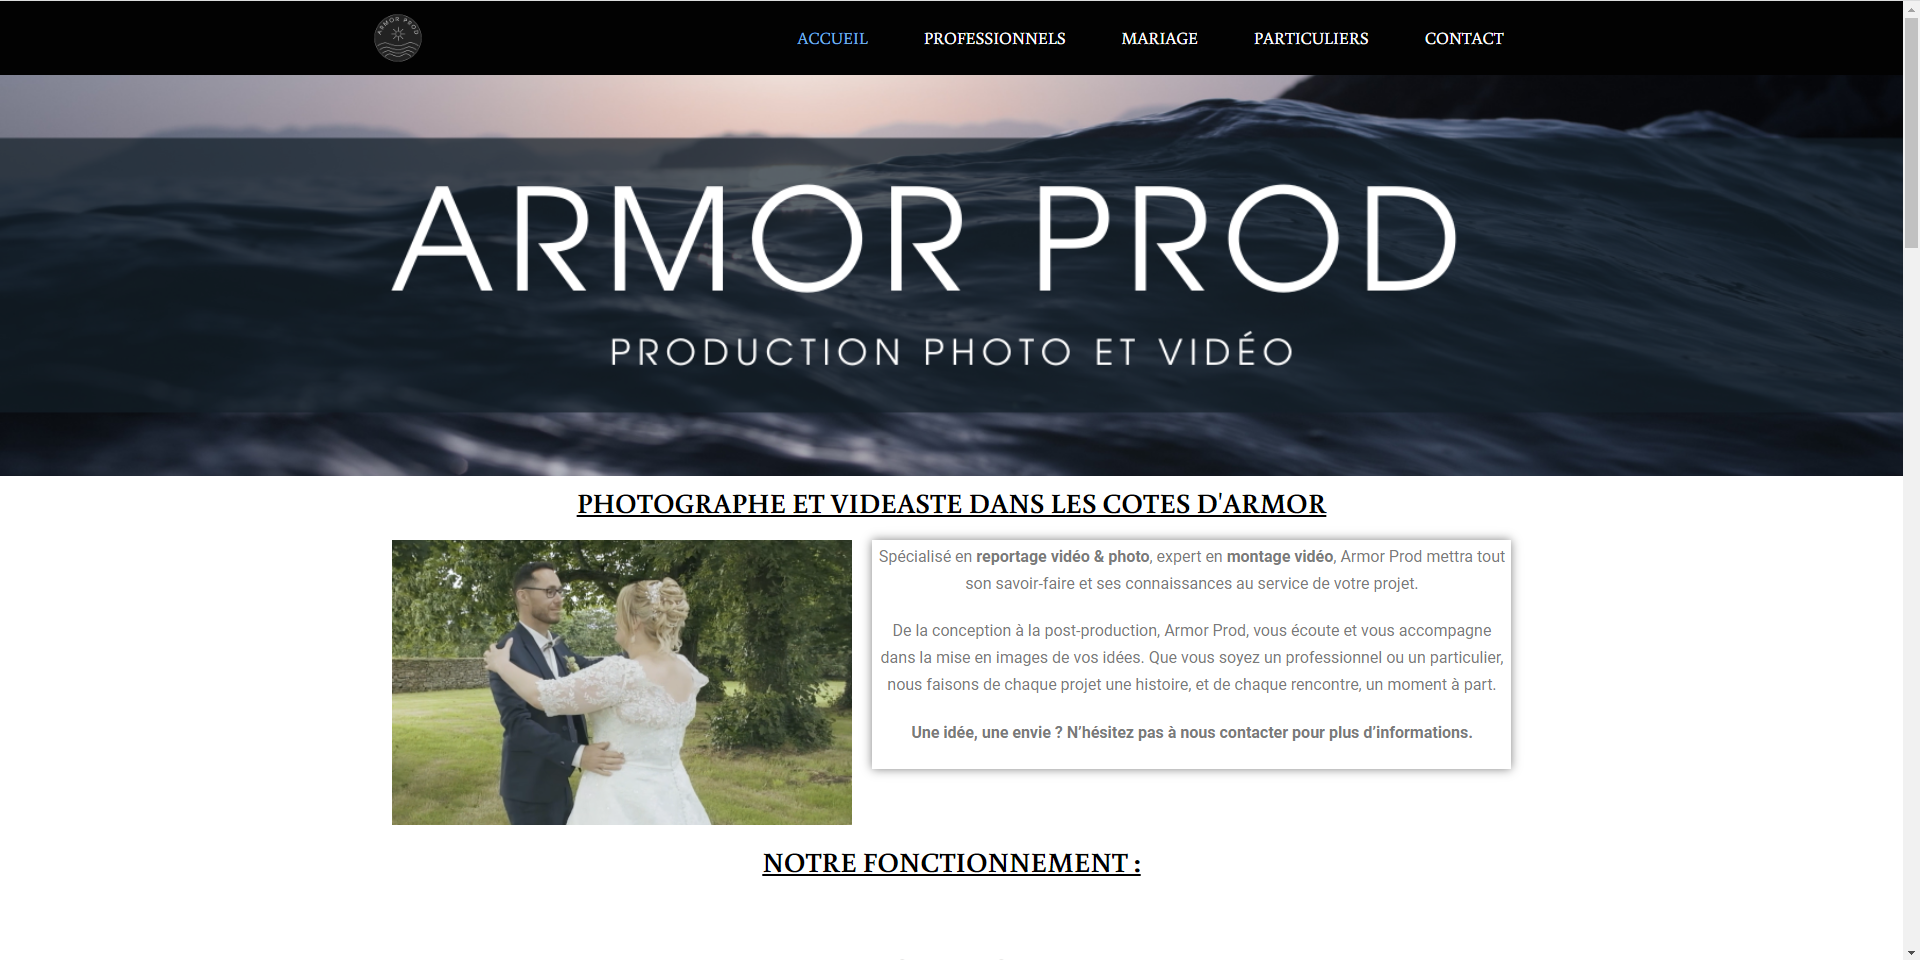 ARMOR PROD
ACCUEIL
PROFESSIONNELS
MARIAGE
PARTICULIERS
CONTACT
ARMOR PROD
PRODUCTION PHOTO ET VIDÉO
PHOTOGRAPHE ET VIDEASTE DANS LES COTES D'ARMOR
Spécialisé en reportage vidéo & photo, expert en montage vidéo, Armor Prod mettra tout
son savoir-faire et ses connaissances au service de votre projet.
De la conception à la post-production, Armor Prod, vous écoute et vous accompagne
dans la mise en images de vos idées. Que vous soyez un professionnel ou un particulier,
nous faisons de chaque projet une histoire, et de chaque rencontre, un moment à part.
Une idée, une envie ? N’hésitez pas à nous contacter pour plus d’informations.
NOTRE FONCTIONNEMENT :